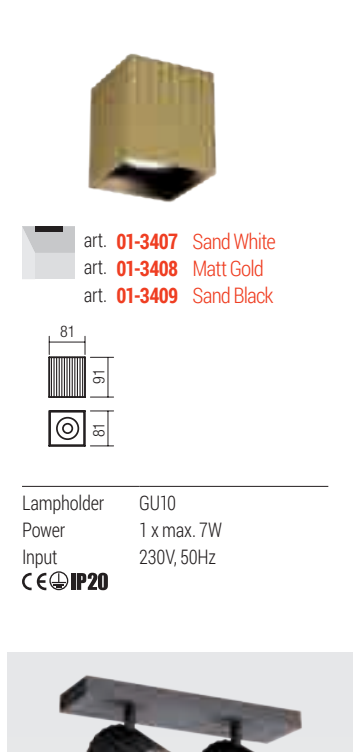 art. 01-3407 Sand White
art. 01-3408 Matt Gold
art. 01-3409 Sand Black
81
91
81
Lampholder GU10
Power 1 x max. 7W
Input 230V, 50Hz
CE IP20